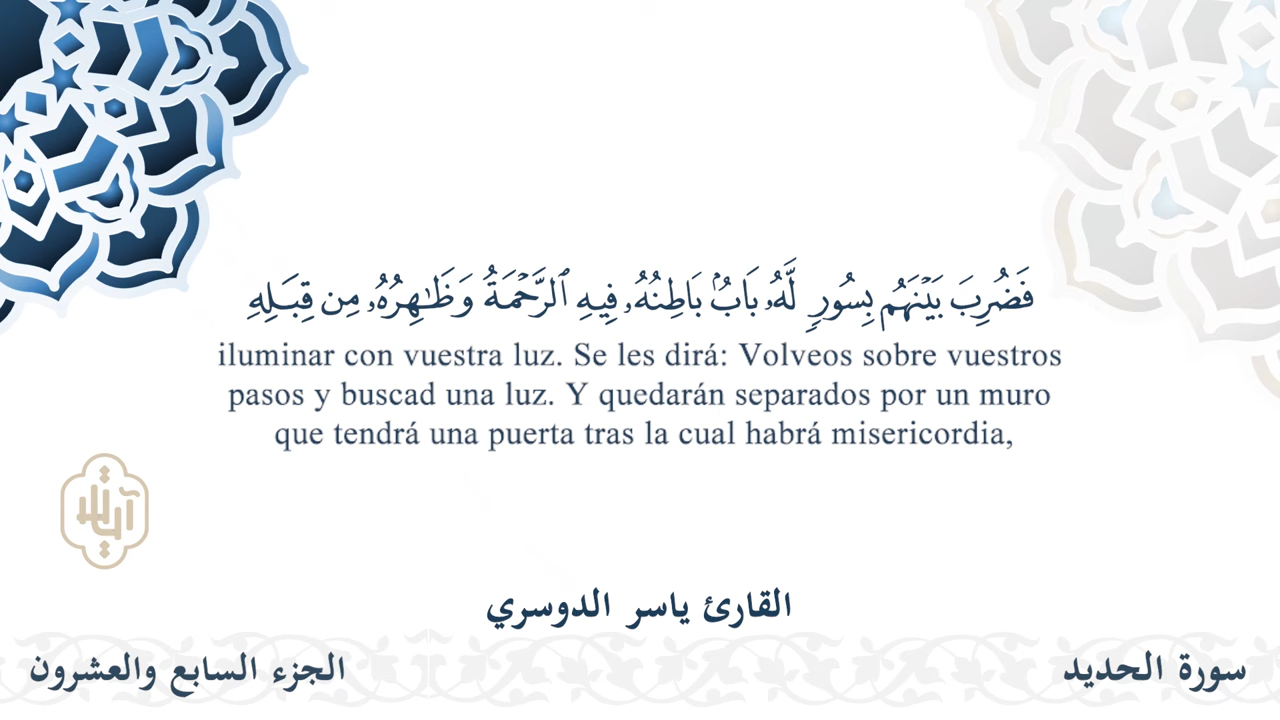 فَضُرِبَ بَيْنَهُم بِسُورٍ لَّهُۥ بَابٌۢ بَاطِنُهُۥ فِيهِ ٱلرَّحْمَةُ وَظَـٰهِرُهُۥ مِن قِبَلِهِ
iluminar con vuestra luz. Se les dirá: Volveos sobre vuestros
pasos y buscad una luz. Y quedarán separados por un muro
que tendrá una puerta tras la cual habrá misericordia,
القارئ ياسر الدوسري
سورة الحديد
الجزء السابع والعشرون